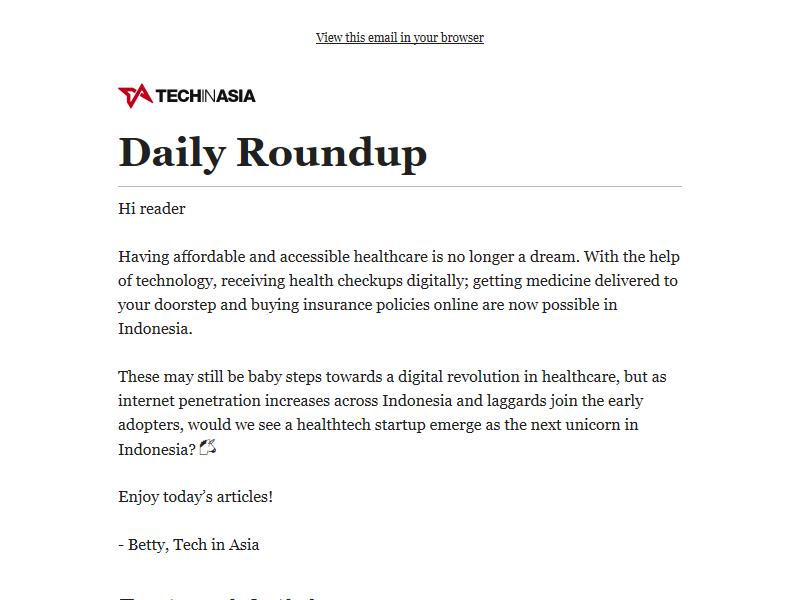 View this email in your browser
TECHINASIA
Daily Roundup
Hi reader
Having affordable and accessible healthcare is no longer a dream. With the help
of technology, receiving health checkups digitally; getting medicine delivered to
your doorstep and buying insurance policies online are now possible in
Indonesia.
These may still be baby steps towards a digital revolution in healthcare, but as
internet penetration increases across Indonesia and laggards join the early
adopters, would we see a healthtech startup emerge as the next unicorn in
Indonesia?
Enjoy today’s articles!
- Betty, Tech in Asia